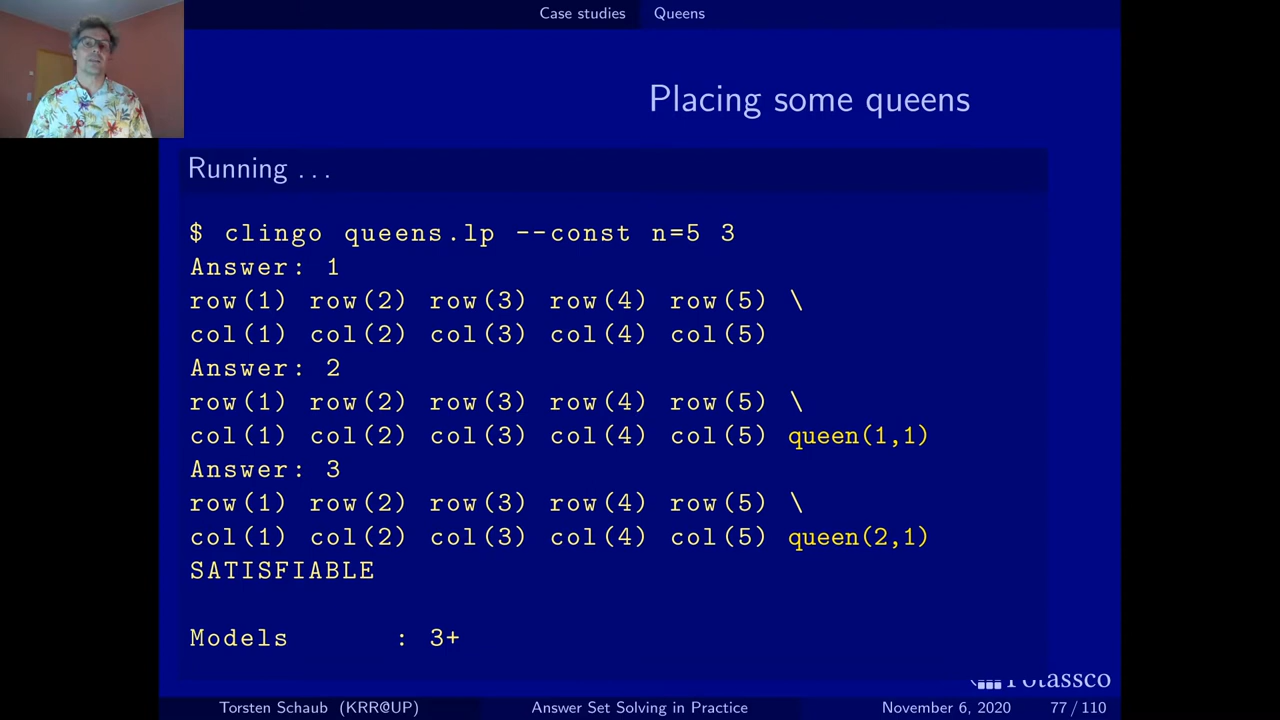 Case studies Queens
Placing some queens
Running ...
$ clingo queens.lp --const n=5 3
Answer: 1
row(1) row(2) row(3) row(4) row(5) \
col(1) col(2) col(3) col(4) col(5)
Answer: 2
row(1) row(2) row(3) row(4) row(5) \
col(1) col(2) col(3) col(4) col(5) queen(1,1)
Answer: 3
row(1) row(2) row(3) row(4) row(5) \
col(1) col(2) col(3) col(4) col(5) queen(2,1)
SATISFIABLE
Models : 3+
Potassco
Torsten Schaub (KRR@UP) Answer Set Solving in Practice November 6, 2020 77 / 110